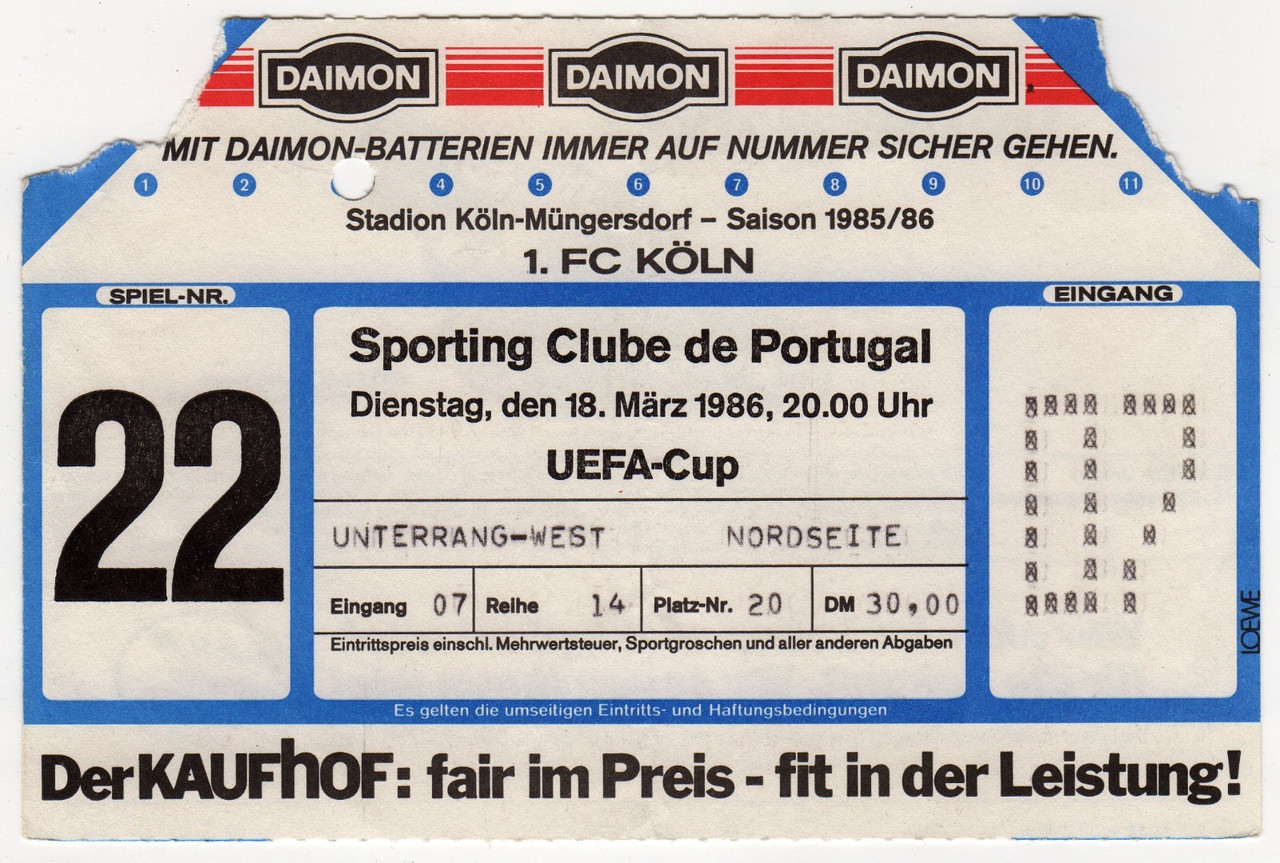 DAIMON DAIMON DAIMON
MIT DAIMON-BATTERIEN IMMER AUF NUMMER SICHER GEHEN.
1 2 4 5 6 7 8 9 10 11
Stadion Köln-Müngersdorf – Saison 1985/86
1. FC KÖLN
SPIEL-NR.
22
Sporting Clube de Portugal
Dienstag, den 18. März 1986, 20.00 Uhr
UEFA-Cup
UNTERRANG-WEST NORDSEITE
Eingang 07 Reihe 14 Platz-Nr. 20 DM 30,00
Eintrittspreis einschl. Mehrwertsteuer, Sportgroschen und aller anderen Abgaben
EINGANG
07
LOEWE
Es gelten die umseitigen Eintritts- und Haftungsbedingungen
Der KAUFhOF: fair im Preis - fit in der Leistung!